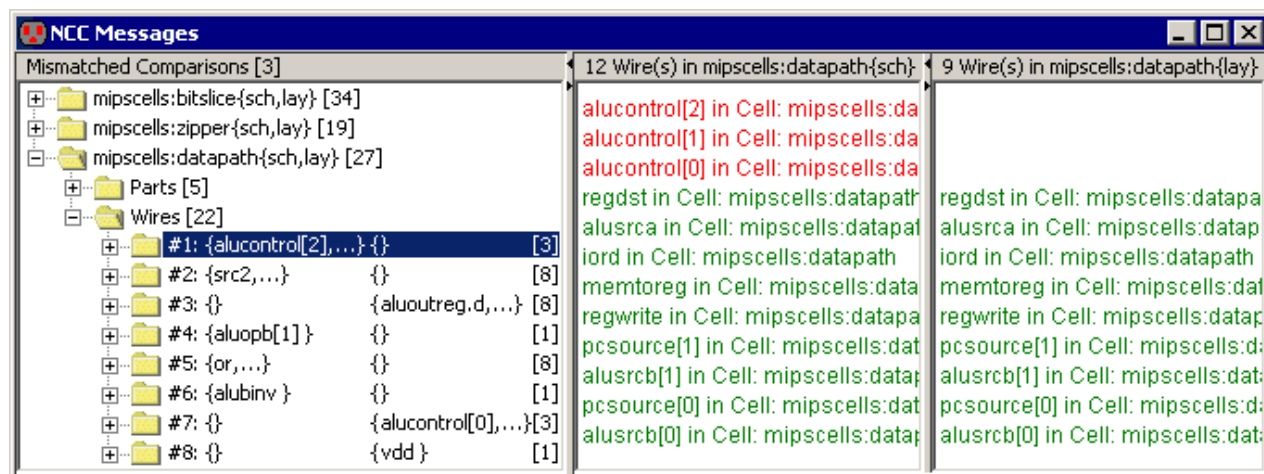 NCC Messages
Mismatched Comparisons [3]
mipscells:bitslice{sch,lay} [34]
mipscells:zipper{sch,lay} [19]
mipscells:datapath{sch,lay} [27]
Parts [5]
Wires [22]
#1: {alucontrol[2],...} {} [3]
#2: {src2,...} {} [8]
#3: {} {aluoutreg.d,...} [8]
#4: {aluopb[1] } {} [1]
#5: {or,...} {} [8]
#6: {alubinv } {} [1]
#7: {} {alucontrol[0],...}[3]
#8: {} {vdd } [1]
12 Wire(s) in mipscells:datapath{sch}
alucontrol[2] in Cell: mipscells:da
alucontrol[1] in Cell: mipscells:da
alucontrol[0] in Cell: mipscells:da
regdst in Cell: mipscells:datapath
alusrca in Cell: mipscells:datapat
iord in Cell: mipscells:datapath
memtoreg in Cell: mipscells:data
regwrite in Cell: mipscells:datapa
pcsource[1] in Cell: mipscells:dat
alusrcb[1] in Cell: mipscells:datap
pcsource[0] in Cell: mipscells:dat
alusrcb[0] in Cell: mipscells:datap
9 Wire(s) in mipscells:datapath{lay}
regdst in Cell: mipscells:datapa
alusrca in Cell: mipscells:datap
iord in Cell: mipscells:datapath
memtoreg in Cell: mipscells:dat
regwrite in Cell: mipscells:datap
pcsource[1] in Cell: mipscells:da
alusrcb[1] in Cell: mipscells:dat
pcsource[0] in Cell: mipscells:da
alusrcb[0] in Cell: mipscells:dat